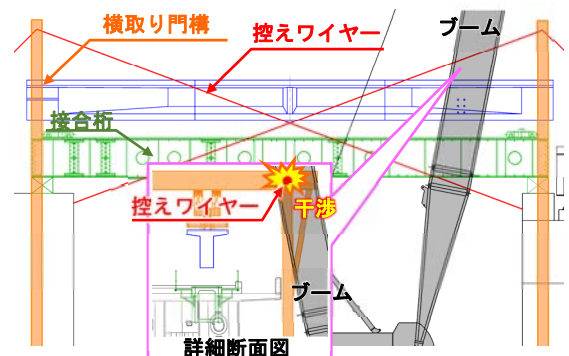 横取り門構
控えワイヤー
ブーム
接合桁
控えワイヤー
干渉
ブーム
詳細断面図